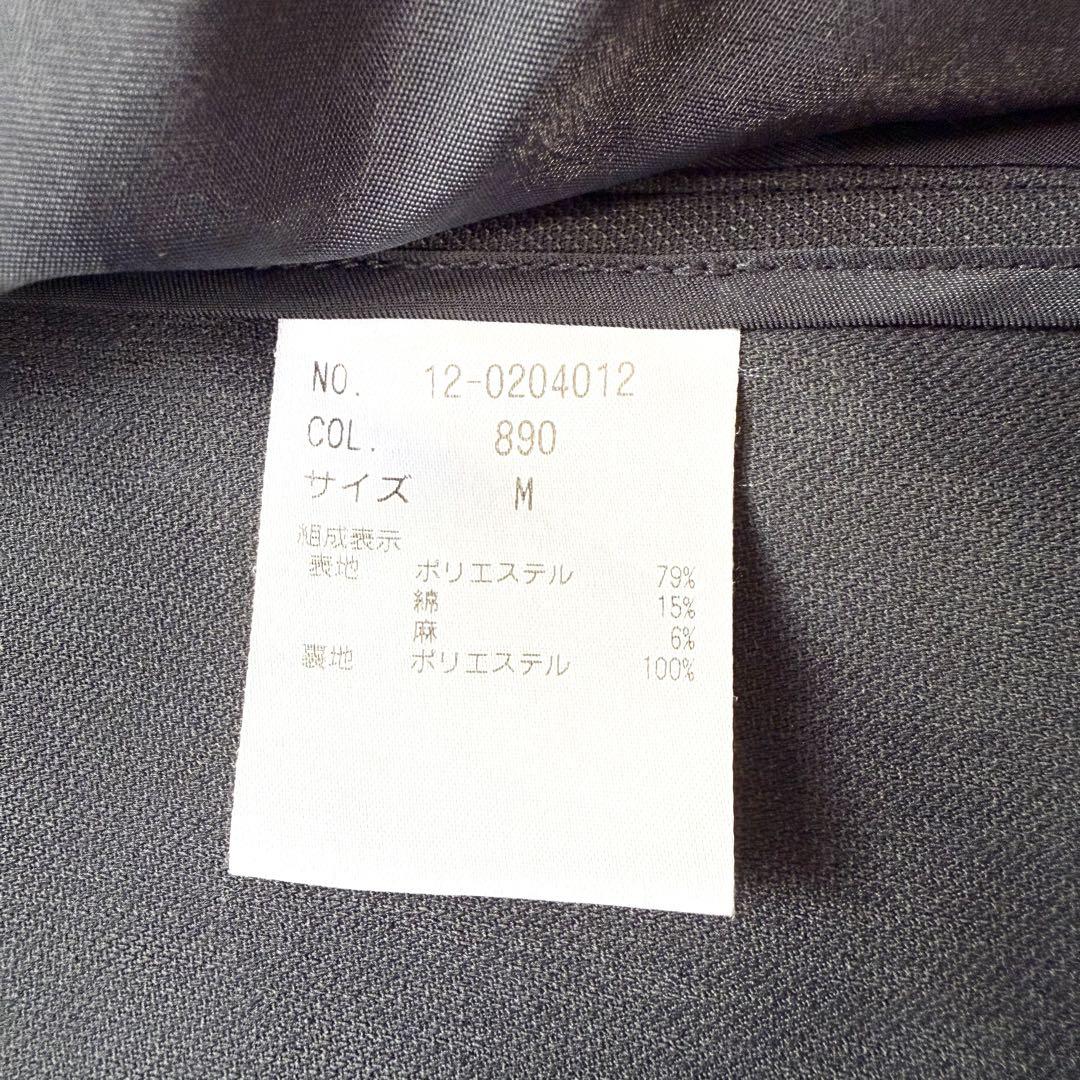 NO. 12-0204012
COL. 890
サイズ M
組成表示
表地 ポリエステル 79%
綿 15%
麻 6%
裏地 ポリエステル 100%